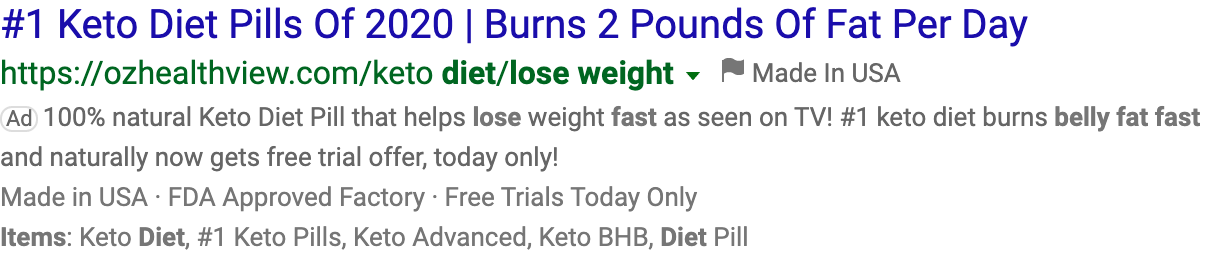 #1 Keto Diet Pills Of 2020 | Burns 2 Pounds Of Fat Per Day
https://ozhealthview.com/keto diet/lose weight Made In USA
Ad 100% natural Keto Diet Pill that helps lose weight fast as seen on TV! #1 keto diet burns belly fat fast
and naturally now gets free trial offer, today only!
Made in USA · FDA Approved Factory · Free Trials Today Only
Items: Keto Diet, #1 Keto Pills, Keto Advanced, Keto BHB, Diet Pill